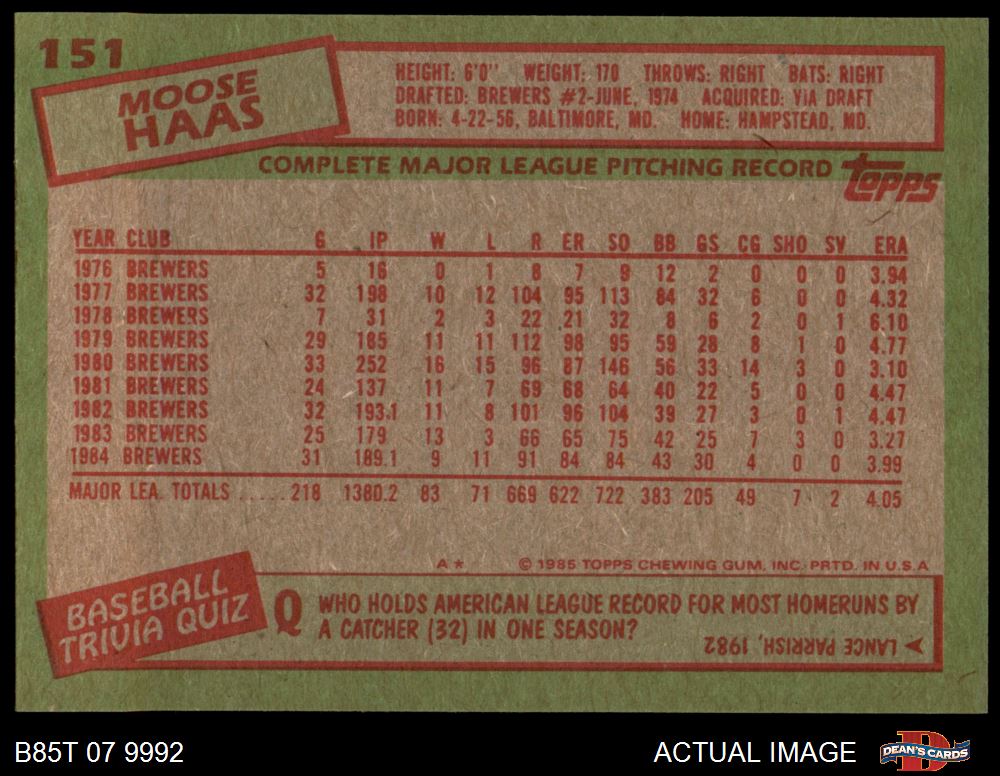 151
MOOSE
HAAS
HEIGHT: 6'0" WEIGHT: 170 THROWS: RIGHT BATS: RIGHT
DRAFTED: BREWERS #2-JUNE, 1974 ACQUIRED: VIA DRAFT
BORN: 4-22-56, BALTIMORE, MD. HOME: HAMPSTEAD, MD.
COMPLETE MAJOR LEAGUE PITCHING RECORD
topps
YEAR CLUB G IP W L R ER SO BB GS CG SHO SV ERA
1976 BREWERS 5 16 0 1 8 7 9 12 2 0 0 0 3.94
1977 BREWERS 32 198 10 12 104 95 113 84 32 6 0 0 4.32
1978 BREWERS 7 31 2 3 22 21 32 8 6 2 0 1 6.10
1979 BREWERS 29 185 11 11 112 98 95 59 28 8 1 0 4.77
1980 BREWERS 33 252 16 15 96 87 146 56 33 14 3 0 3.10
1981 BREWERS 24 137 11 7 69 68 64 40 22 5 0 0 4.47
1982 BREWERS 32 193.1 11 8 101 96 104 39 27 3 0 1 4.47
1983 BREWERS 25 179 13 3 66 65 75 42 25 7 3 0 3.27
1984 BREWERS 31 189.1 9 11 91 84 84 43 30 4 0 0 3.99
MAJOR LEA. TOTALS ..... 218 1380.2 83 71 669 622 722 383 205 49 7 2 4.05
A * © 1985 TOPPS CHEWING GUM, INC. PRTD. IN U.S.A
BASEBALL
TRIVIA QUIZ
Q WHO HOLDS AMERICAN LEAGUE RECORD FOR MOST HOMERUNS BY
A CATCHER (32) IN ONE SEASON?
LANCE PARRISH, 1982
B85T 07 9992
ACTUAL IMAGE
D
DEAN'S CARDS